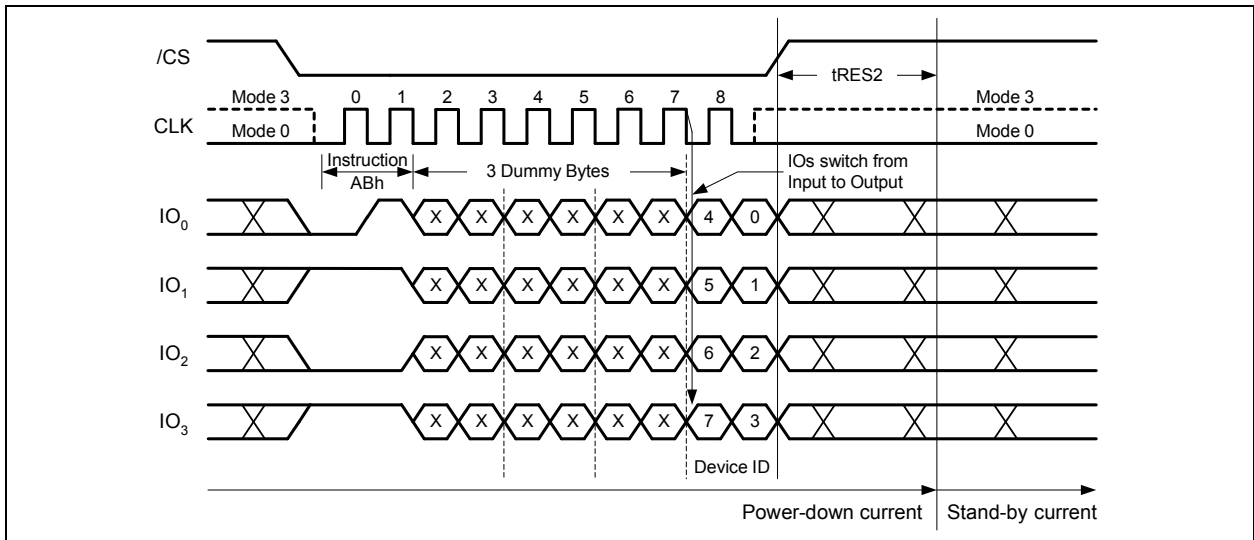 /CS
tRES2
Mode 3 0 1 2 3 4 5 6 7 8 Mode 3
CLK
Mode 0 Mode 0
Instruction
ABh
3 Dummy Bytes
IOs switch from
Input to Output
IO0 X X X X X X 4 0
IO1 X X X X X X 5 1
IO2 X X X X X X 6 2
IO3 X X X X X X 7 3
Device ID
Power-down current Stand-by current